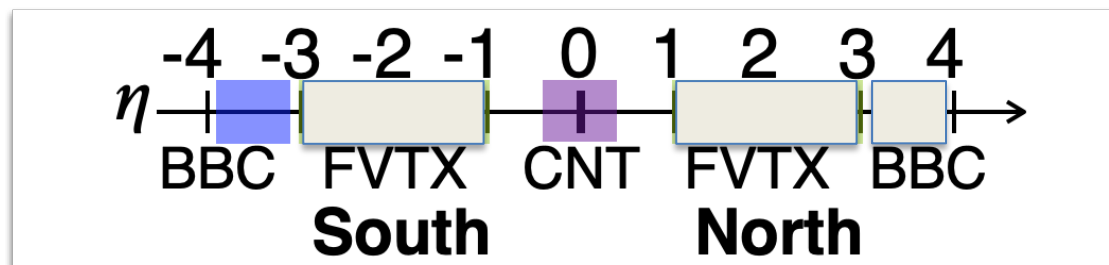 -4 -3 -2 -1 0 1 2 3 4
η
BBC FVTX CNT FVTX BBC
South North